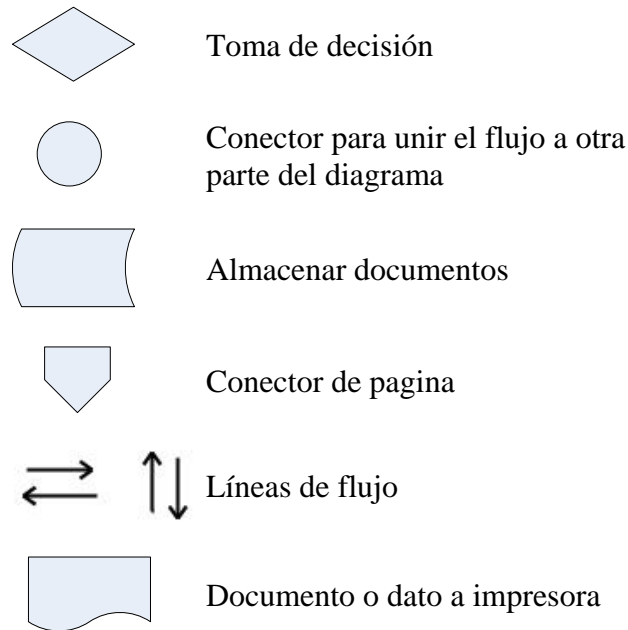 Toma de decisión
Conector para unir el flujo a otra
parte del diagrama
Almacenar documentos
Conector de pagina
Líneas de flujo
Documento o dato a impresora